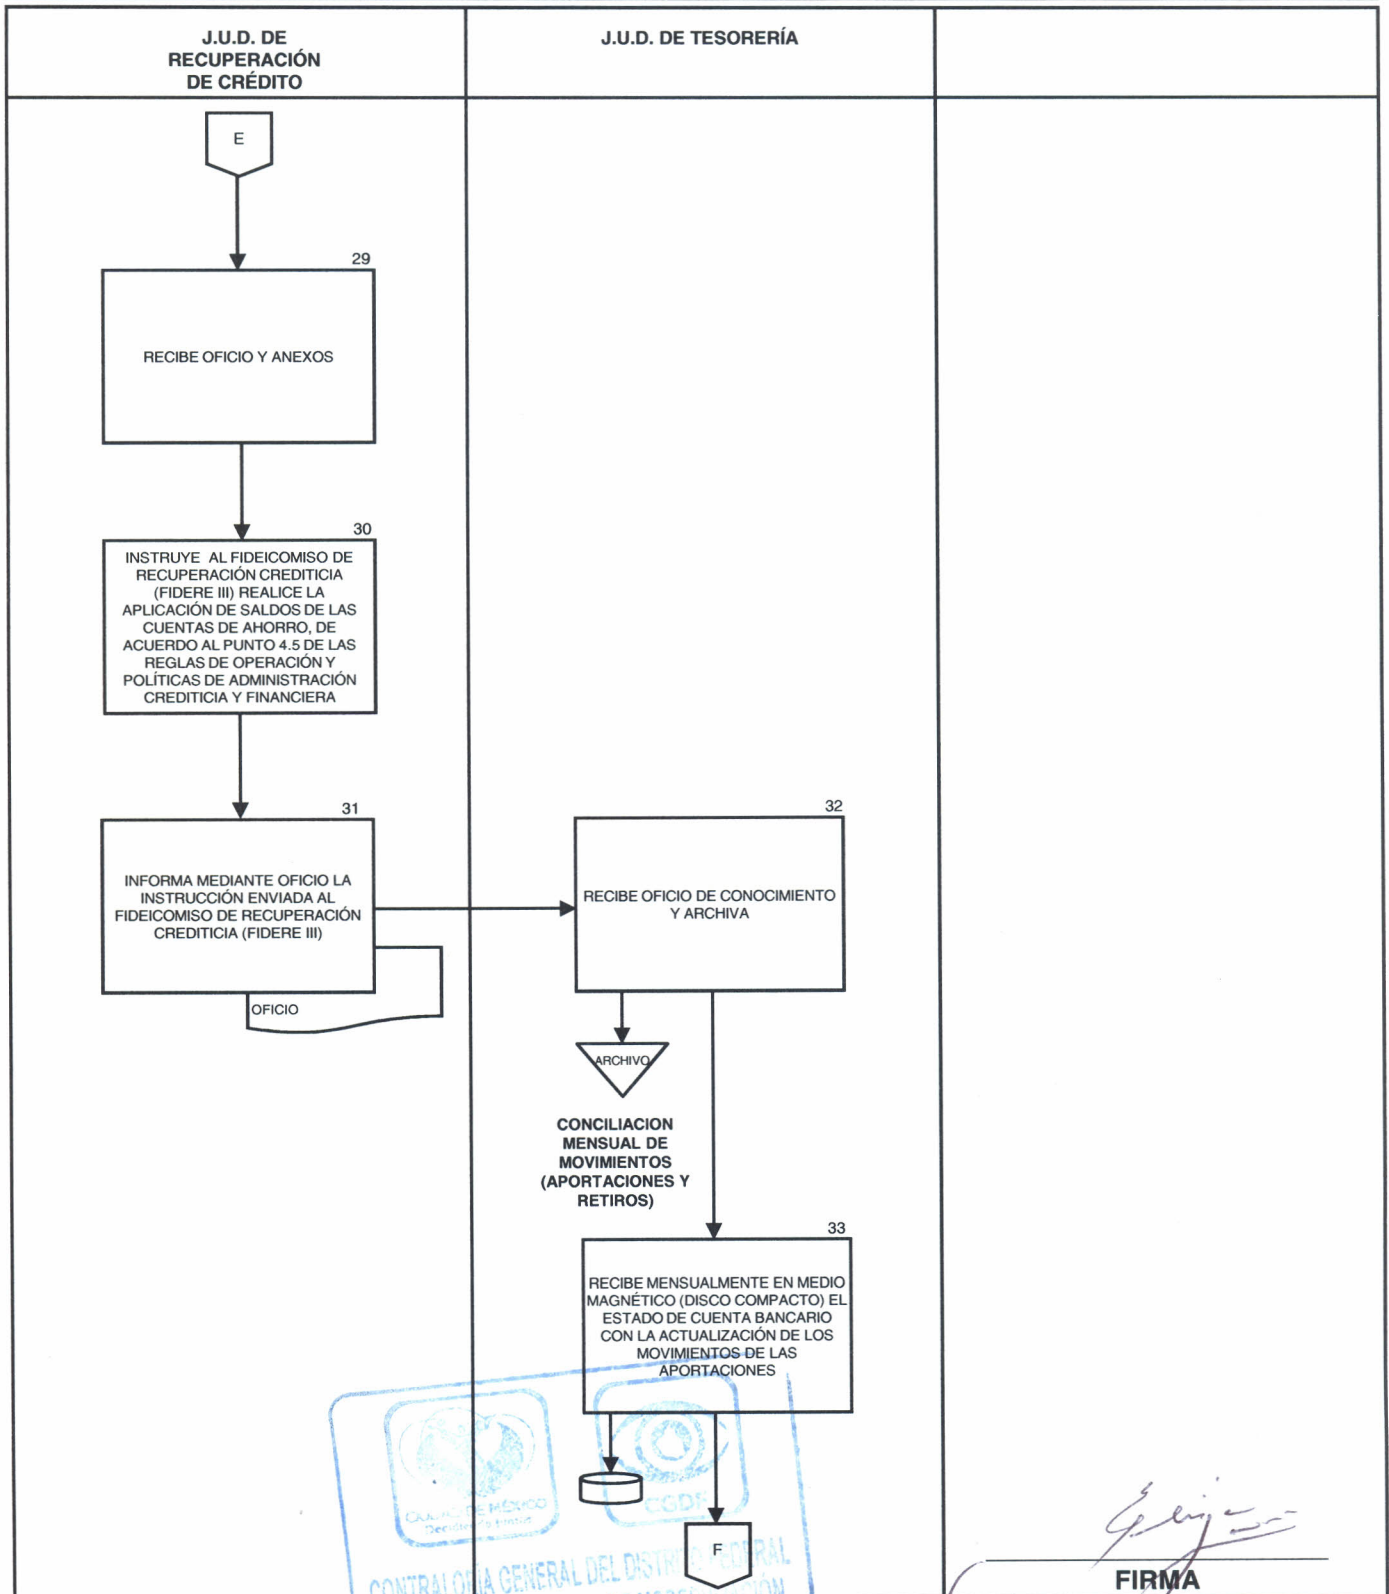 J.U.D. DE
RECUPERACIÓN
DE CRÉDITO
J.U.D. DE TESORERÍA
E
29
RECIBE OFICIO Y ANEXOS
30
INSTRUYE AL FIDEICOMISO DE
RECUPERACIÓN CREDITICIA
(FIDERE III) REALICE LA
APLICACIÓN DE SALDOS DE LAS
CUENTAS DE AHORRO, DE
ACUERDO AL PUNTO 4.5 DE LAS
REGLAS DE OPERACIÓN Y
POLÍTICAS DE ADMINISTRACIÓN
CREDITICIA Y FINANCIERA
31
INFORMA MEDIANTE OFICIO LA
INSTRUCCIÓN ENVIADA AL
FIDEICOMISO DE RECUPERACIÓN
CREDITICIA (FIDERE III)
OFICIO
32
RECIBE OFICIO DE CONOCIMIENTO
Y ARCHIVA
ARCHIVO
CONCILIACION
MENSUAL DE
MOVIMIENTOS
(APORTACIONES Y
RETIROS)
33
RECIBE MENSUALMENTE EN MEDIO
MAGNÉTICO (DISCO COMPACTO) EL
ESTADO DE CUENTA BANCARIO
CON LA ACTUALIZACIÓN DE LOS
MOVIMIENTOS DE LAS
APORTACIONES
F
CIUDAD DE MÉXICO
CGDF
CONTRALORÍA GENERAL DEL DISTRITO FEDERAL
FIRMA